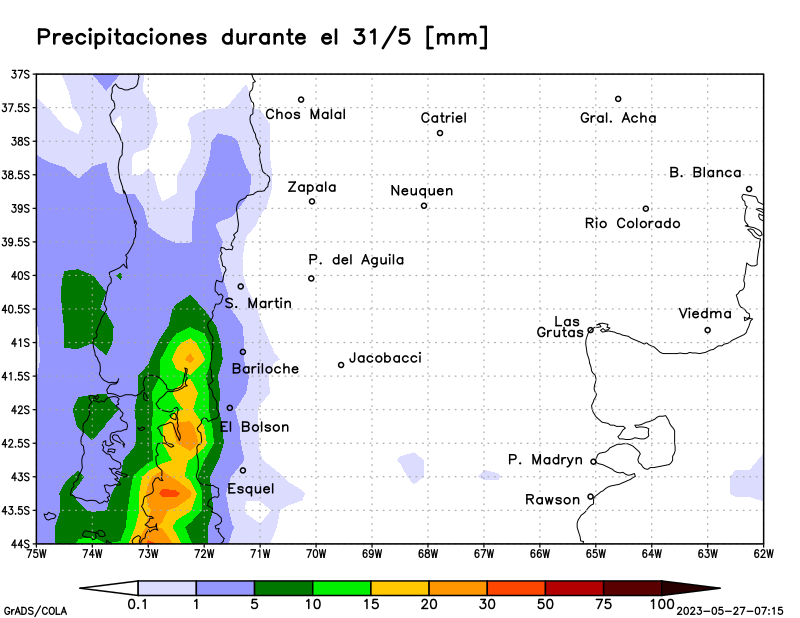 Precipitaciones durante el 31/5 [mm]
37S
37.5S
38S
38.5S
39S
39.5S
40S
40.5S
41S
41.5S
42S
42.5S
43S
43.5S
44S
Chos Malal
Catriel
Gral. Acha
B. Blanca
Zapala
Neuquen
Rio Colorado
P. del Aguila
S. Martin
Las
Grutas
Viedma
Bariloche
Jacobacci
El Bolson
P. Madryn
Esquel
Rawson
75W 74W 73W 72W 71W 70W 69W 68W 67W 66W 65W 64W 63W 62W
0.1 1 5 10 15 20 30 50 75 100
GrADS/COLA
2023-05-27-07:15